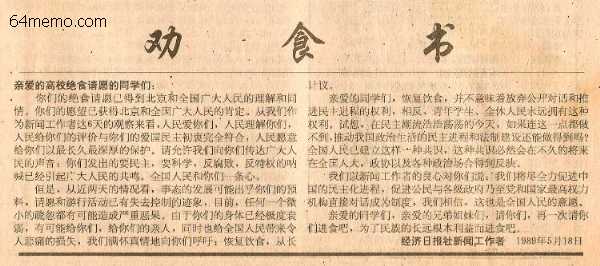 64memo.com
劝食书
亲爱的高校绝食请愿的同学们：
你们的绝食请愿已得到北京和全国广大人民的理解和同
情。你们的愿望已获得北京和全国广大人民的肯定。从我们作
为新闻工作者这6天的观察来看，人民爱你们，人民理解你们，
人民给你们的评价与你们的爱国民主初衷完全符合，人民愿意
给你们以最长久最深厚的保护。请允许我们向你们传达广大人
民的声音：你们发出的要民主，要科学，反腐败，反特权的呐
喊已经引起广大人民的共鸣。全国人民和你们一条心。
但是，从近两天的情况看，事态的发展可能出乎你们的预
料，请愿和游行活动已有失去控制的迹象，目前，任何一个微
小的疏忽都有可能造成严重恶果。由于你们的身体已经极度衰
弱，有可能给你们，给你们的亲人，同时也给全国人民带来令
人悲痛的损失，我们满怀真情地向你们呼吁：恢复饮食，从长
计议。
亲爱的同学们，恢复饮食，并不意味着放弃公开对话和推
进民主进程的权利，相反，青年学生、全体人民永远拥有这种
权利，试想，在民主潮流浩浩荡荡的今天，如果连这一点都做
不到，推动我国政治生活的民主进程和法制建设还能做得到吗？
全国人民已建立这样一种共识，这种共识必然会在不久的将来
在全国人大，政协以及各种政治场合得到反映。
我们以新闻工作者的良心对你们说：我们将尽全力促进中
国的民主化进程，促进公民与各级政府乃至党和国家最高权力
机构直接对话成为制度，我们相信，这也是全国人民的意愿。
亲爱的同学们，亲爱的兄弟姐妹们，请你们，再一次请你
们进食吧，为了民族的长远根本利益而进食吧。
经济日报社新闻工作者 1989年5月18日